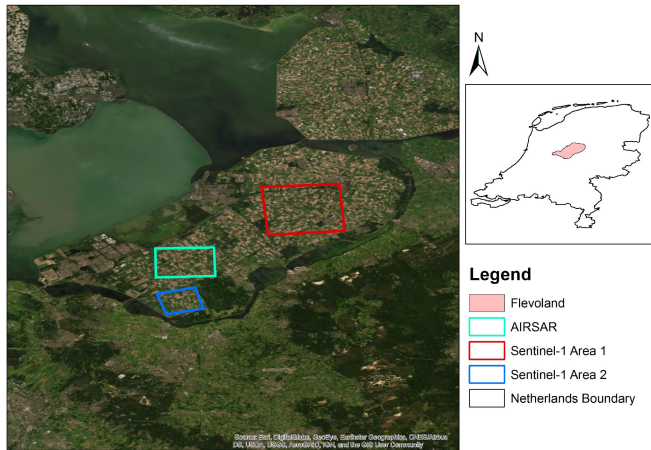 N
Legend
Flevoland
AIRSAR
Sentinel-1 Area 1
Sentinel-1 Area 2
Netherlands Boundary
Source: Esri, DigitalGlobe, GeoEye, Earthstar Geographics, CNES/Airbus
DS, USDA, USGS, AeroGRID, IGN, and the GIS User Community